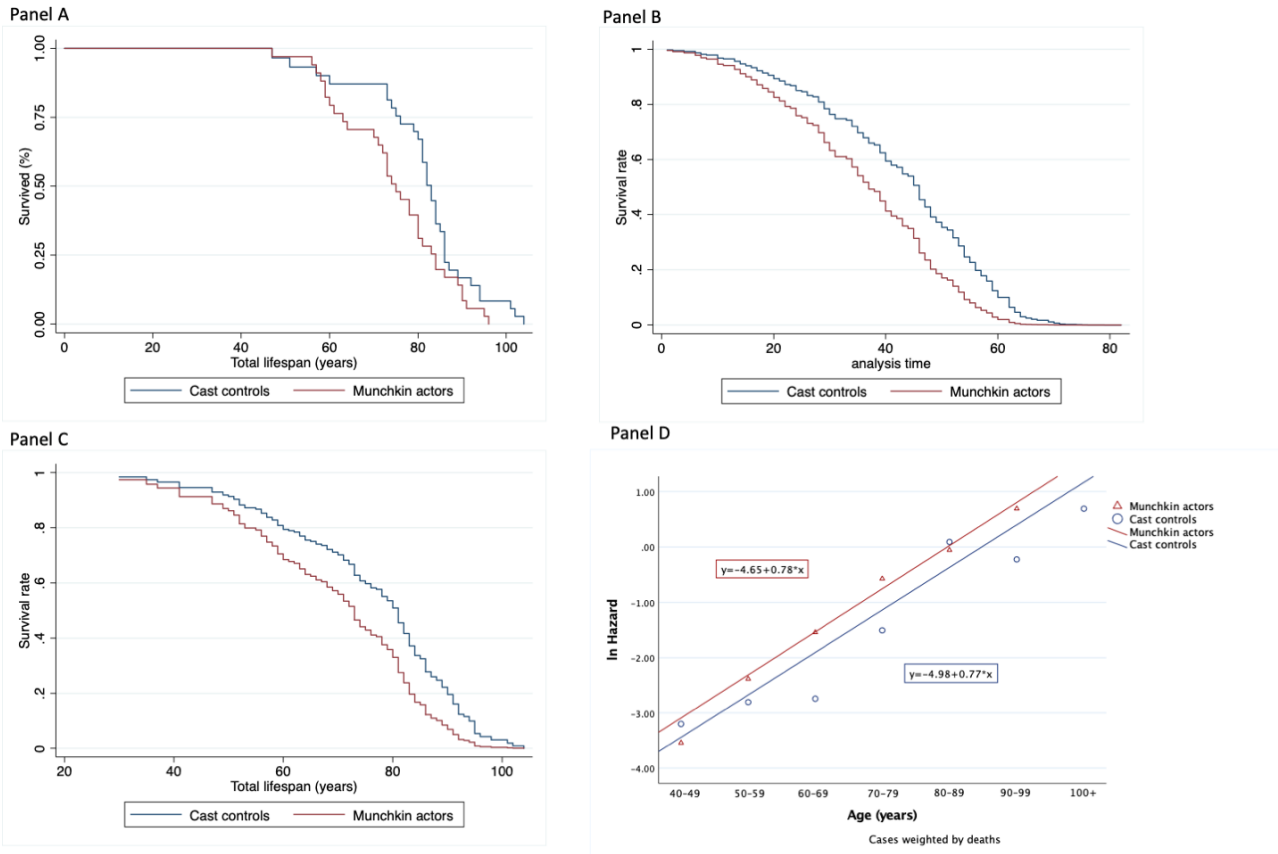 Panel A
1.00
0.75
0.50
0.25
0.00
Survived (%)
0 20 40 60 80 100
Total lifespan (years)
Cast controls Munchkin actors
Panel B
1
.8
.6
.4
.2
0
Survival rate
0 20 40 60 80
analysis time
Cast controls Munchkin actors
Panel C
1
.8
.6
.4
.2
0
Survival rate
20 40 60 80 100
Total lifespan (years)
Cast controls Munchkin actors
Panel D
1.00
.00
-1.00
-2.00
-3.00
-4.00
ln Hazard
y=-4.65+0.78*x
y=-4.98+0.77*x
Munchkin actors
Cast controls
Munchkin actors
Cast controls
40-49 50-59 60-69 70-79 80-89 90-99 100+
Age (years)
Cases weighted by deaths